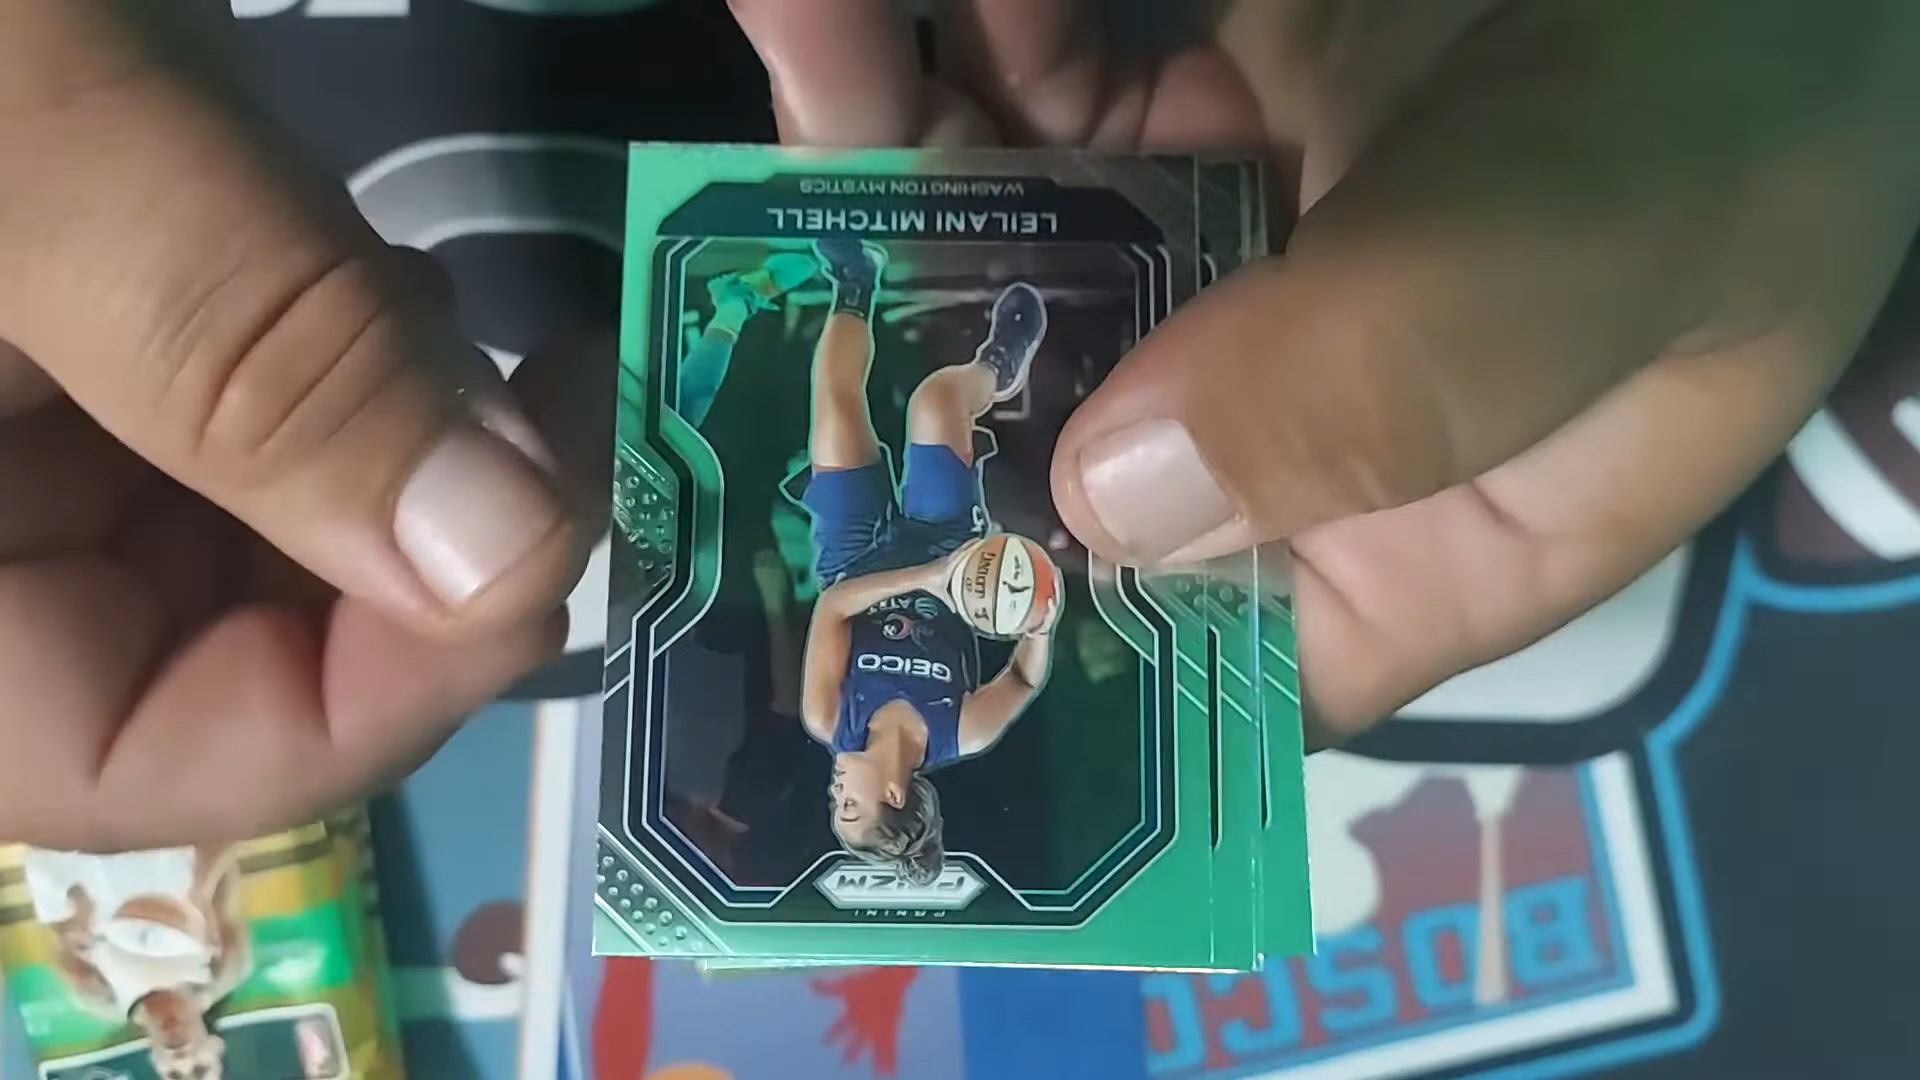 WASHINGTON MYSTICS
LEILANI MITCHELL
GEICO
PRIZM
PANINI
BOSCO